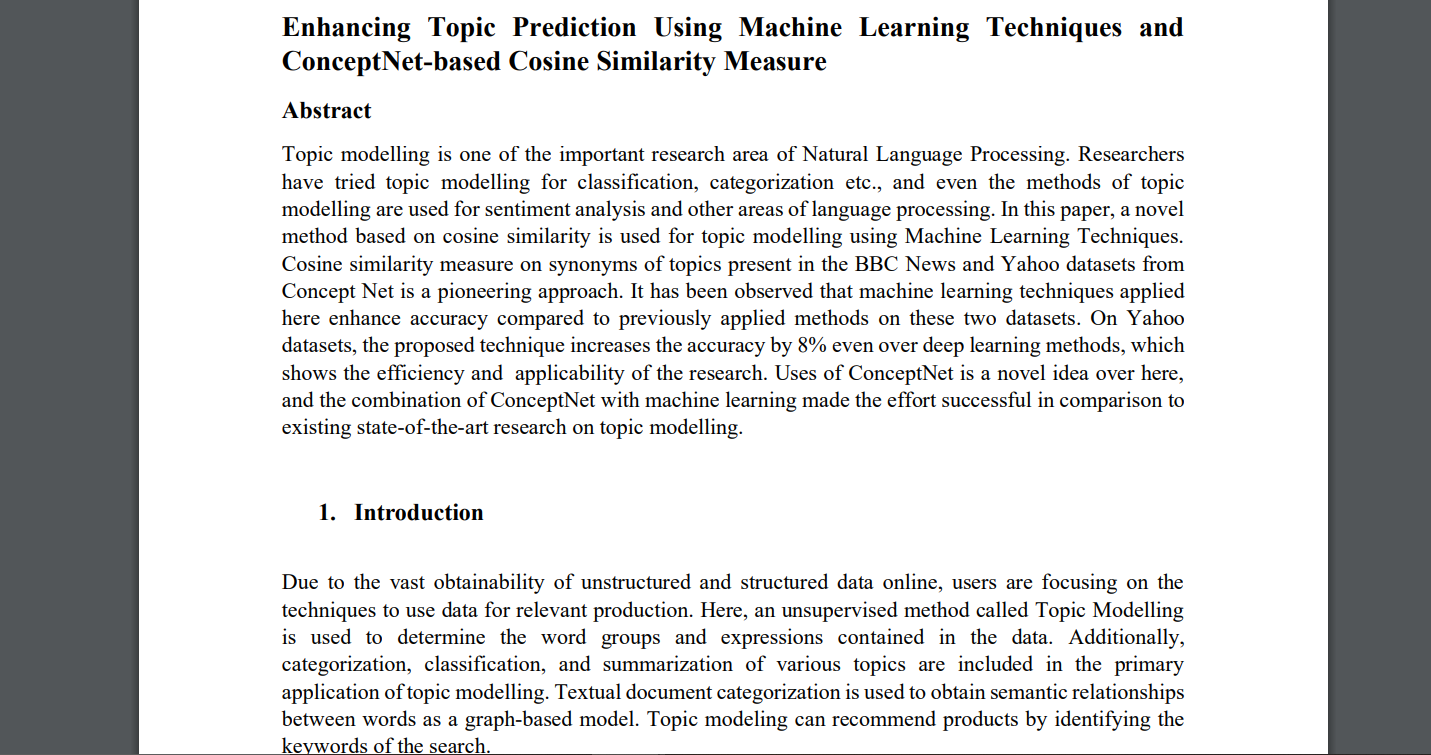 Enhancing Topic Prediction Using Machine Learning Techniques and
ConceptNet-based Cosine Similarity Measure
Abstract
Topic modelling is one of the important research area of Natural Language Processing. Researchers
have tried topic modelling for classification, categorization etc., and even the methods of topic
modelling are used for sentiment analysis and other areas of language processing. In this paper, a novel
method based on cosine similarity is used for topic modelling using Machine Learning Techniques.
Cosine similarity measure on synonyms of topics present in the BBC News and Yahoo datasets from
Concept Net is a pioneering approach. It has been observed that machine learning techniques applied
here enhance accuracy compared to previously applied methods on these two datasets. On Yahoo
datasets, the proposed technique increases the accuracy by 8% even over deep learning methods, which
shows the efficiency and applicability of the research. Uses of ConceptNet is a novel idea over here,
and the combination of ConceptNet with machine learning made the effort successful in comparison to
existing state-of-the-art research on topic modelling.
1. Introduction
Due to the vast obtainability of unstructured and structured data online, users are focusing on the
techniques to use data for relevant production. Here, an unsupervised method called Topic Modelling
is used to determine the word groups and expressions contained in the data. Additionally,
categorization, classification, and summarization of various topics are included in the primary
application of topic modelling. Textual document categorization is used to obtain semantic relationships
between words as a graph-based model. Topic modeling can recommend products by identifying the
keywords of the search.